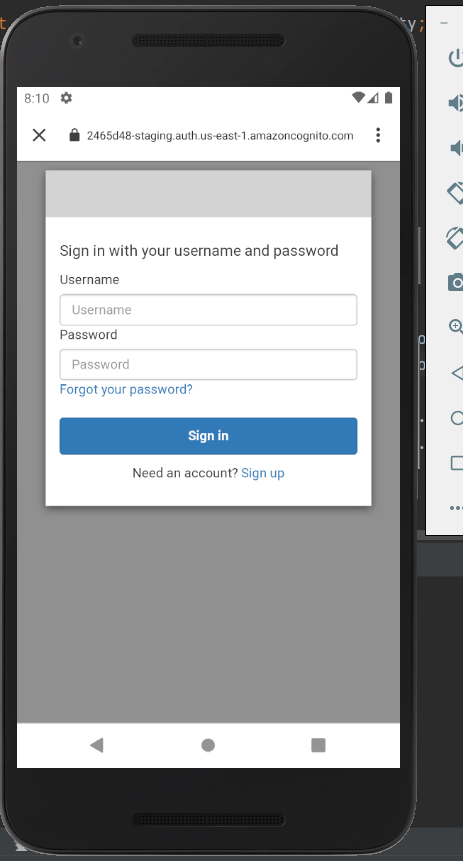 8:10
2465d48-staging.auth.us-east-1.amazoncognito.com
Sign in with your username and password
Username
Username
Password
Password
Forgot your password?
Sign in
Need an account? Sign up